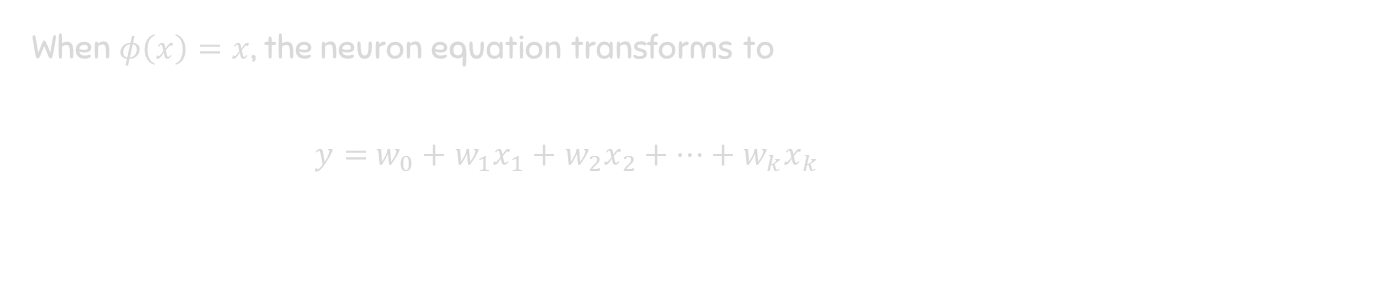 When ϕ(x) = x, the neuron equation transforms to
y = w₀ + w₁x₁ + w₂x₂ + ⋯ + wₖxₖ